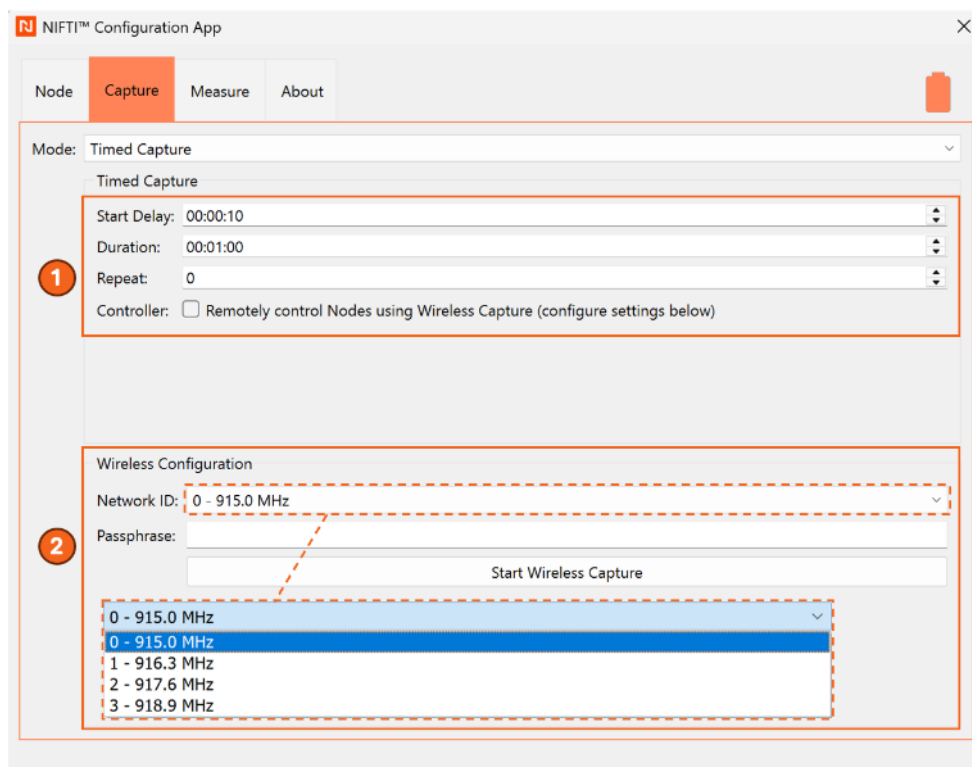 NIFTI™ Configuration App
Node Capture Measure About
Mode: Timed Capture
Timed Capture
Start Delay: 00:00:10
Duration: 00:01:00
1
Repeat: 0
Controller: Remotely control Nodes using Wireless Capture (configure settings below)
Wireless Configuration
Network ID: 0 - 915.0 MHz
2
Passphrase:
Start Wireless Capture
0 - 915.0 MHz
0 - 915.0 MHz
1 - 916.3 MHz
2 - 917.6 MHz
3 - 918.9 MHz